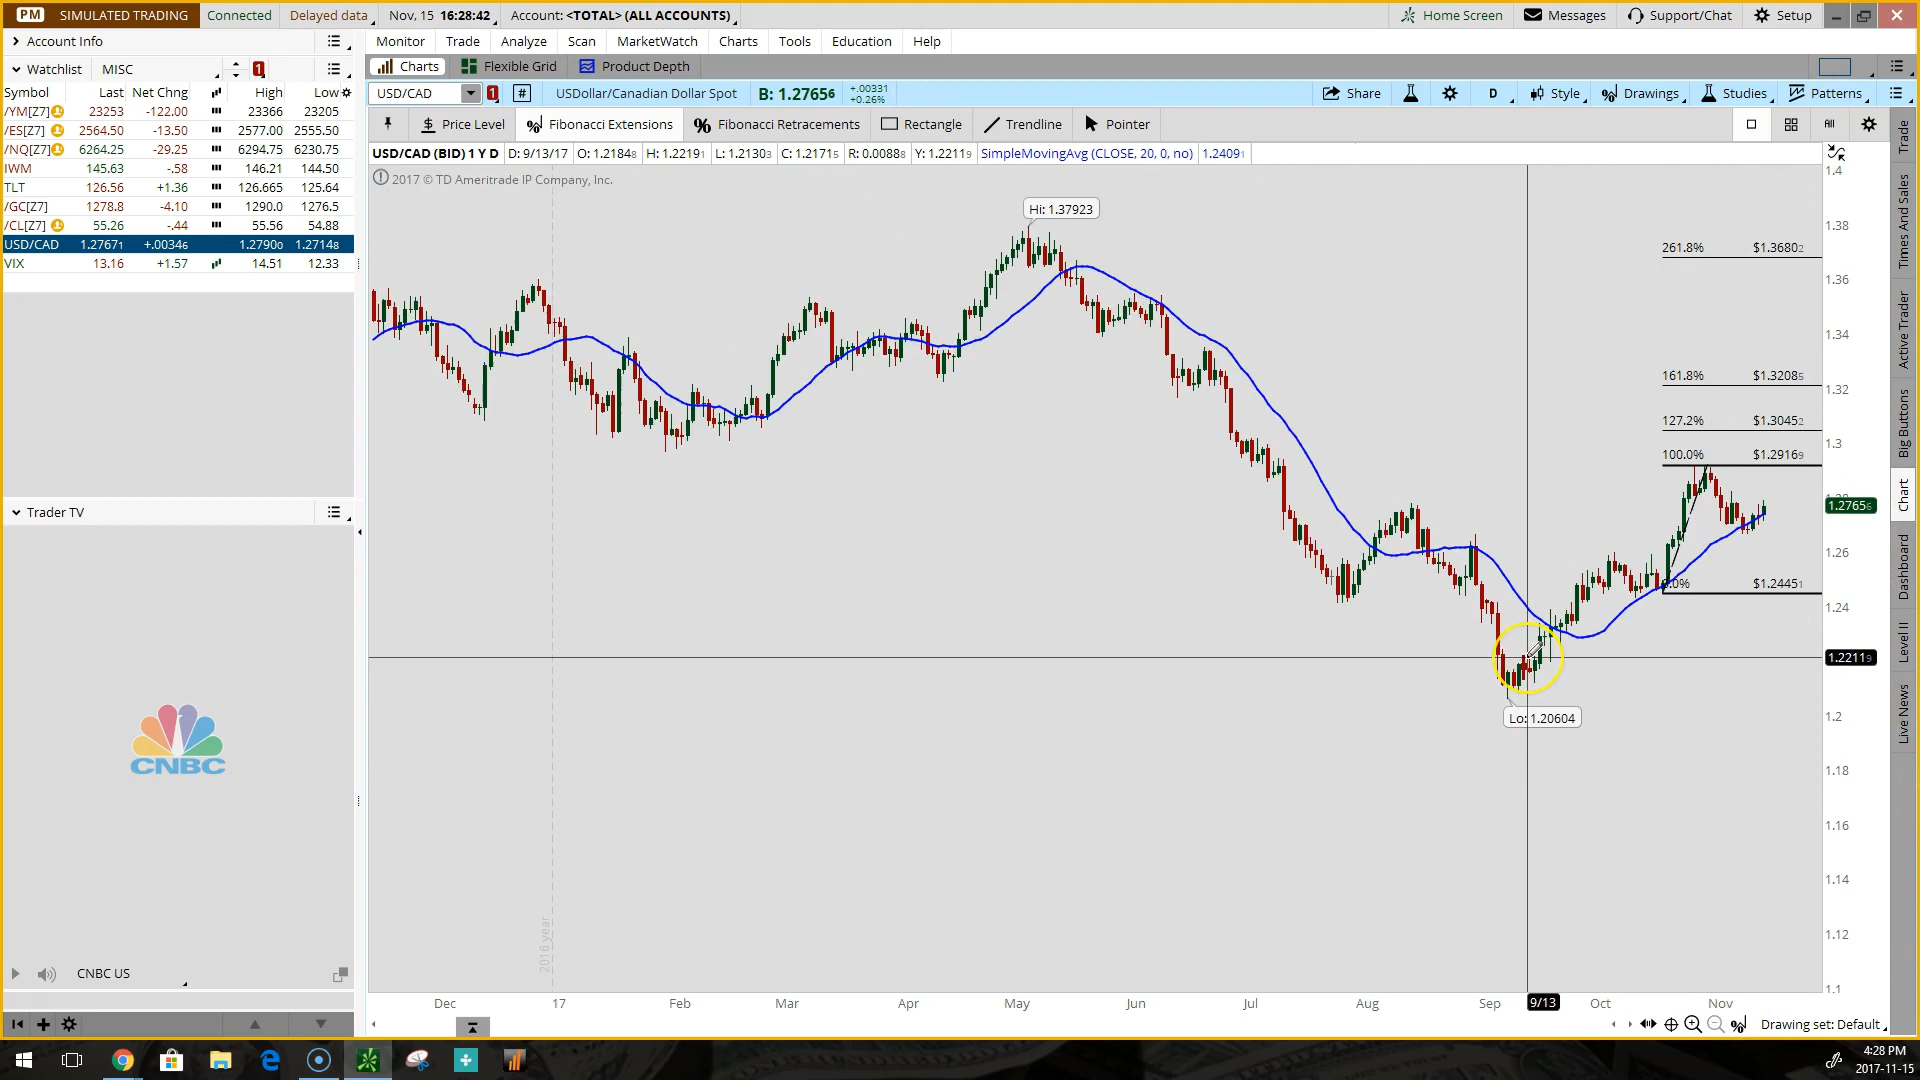 PM SIMULATED TRADING Connected Delayed data Nov, 15 16:28:42 Account: <TOTAL> (ALL ACCOUNTS) Home Screen Messages Support/Chat Setup
Account Info
Monitor Trade Analyze Scan MarketWatch Charts Tools Education Help
Watchlist MISC 1
Charts Flexible Grid Product Depth
Symbol Last Net Chng High Low
USD/CAD 1 # USDollar/Canadian Dollar Spot B: 1.27656 +.00331 +0.26% Share D Style Drawings Studies Patterns
/YM[Z7] 23253 -122.00 23366 23205
/ES[Z7] 2564.50 -13.50 2577.00 2555.50
/NQ[Z7] 6264.25 -29.25 6294.75 6230.75
IWM 145.63 -.58 146.21 144.50
TLT 126.56 +1.36 126.665 125.64
/GC[Z7] 1278.8 -4.10 1290.0 1276.5
/CL[Z7] 55.26 -.44 55.56 54.88
USD/CAD 1.27671 +.00346 1.27900 1.27148
VIX 13.16 +1.57 14.51 12.33
Price Level Fibonacci Extensions Fibonacci Retracements Rectangle Trendline Pointer All
USD/CAD (BID) 1 Y D D: 9/13/17 O: 1.21848 H: 1.22191 L: 1.21303 C: 1.21715 R: 0.00888 Y: 1.22119 SimpleMovingAvg (CLOSE, 20, 0, no) 1.24091
2017 © TD Ameritrade IP Company, Inc.
Hi: 1.37923
261.8% $1.36802
161.8% $1.32085
127.2% $1.30452
100.0% $1.29169
0.0% $1.24451
Lo: 1.20604
1.4
1.38
1.36
1.34
1.32
1.3
1.27656
1.26
1.24
1.22119
1.2
1.18
1.16
1.14
1.12
1.1
2016 year
Dec 17 Feb Mar Apr May Jun Jul Aug Sep 9/13 Oct Nov
Drawing set: Default
Trader TV
CNBC
CNBC US
Trade
Times And Sales
Active Trader
Big Buttons
Chart
Dashboard
Level II
Live News
4:28 PM
2017-11-15